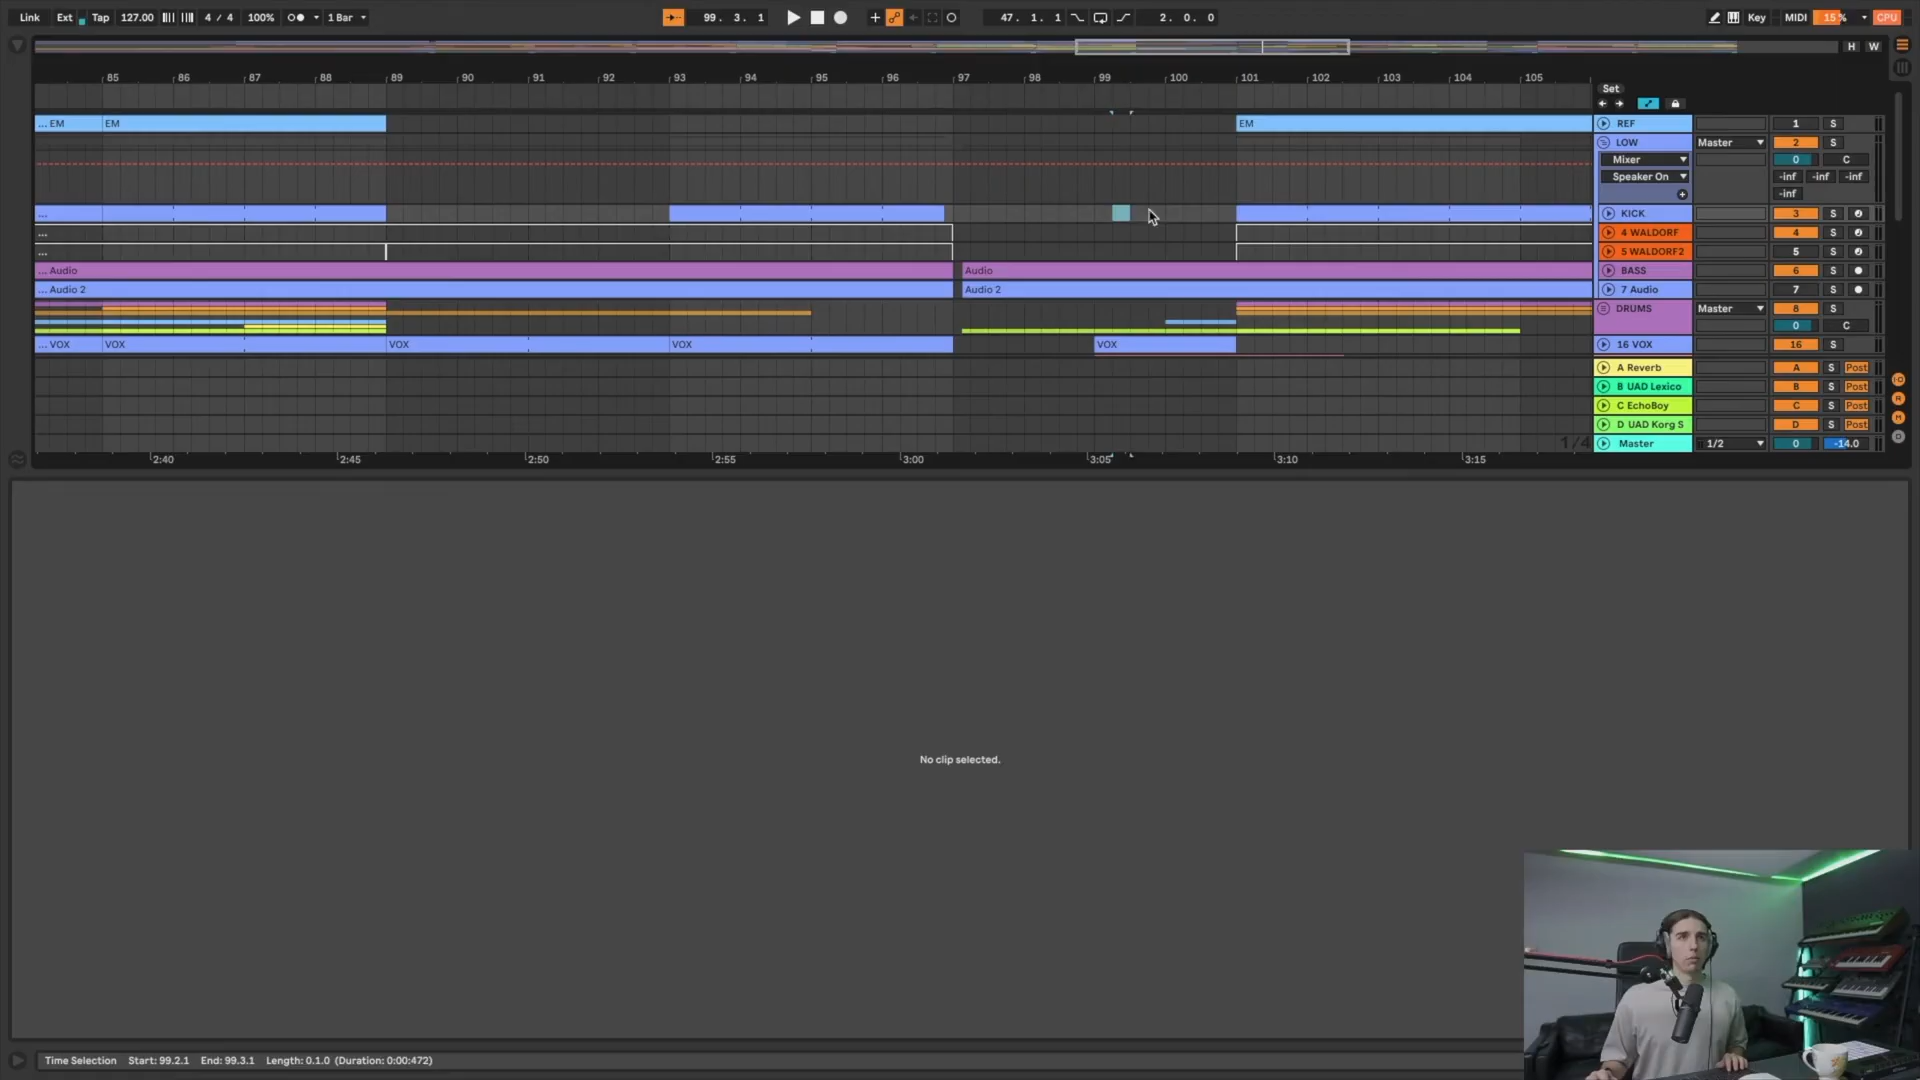 Link Ext Tap 127.00 4 / 4 100% 1 Bar 99. 3. 1 47. 1. 1 2. 0. 0 Key MIDI 15% CPU
H W
85 86 87 88 89 90 91 92 93 94 95 96 97 98 99 100 101 102 103 104 105
Set
... EM EM EM REF 1 S
LOW Master 2 S
Mixer 0 C
Speaker On -inf -inf -inf
-inf
... KICK 3 S
... 4 WALDORF 4 S
... 5 WALDORF2 5 S
... Audio Audio BASS 6 S
... Audio 2 Audio 2 7 Audio 7 S
DRUMS Master 8 S
0 C
... VOX VOX VOX VOX VOX 16 VOX 16 S
A Reverb A S Post
B UAD Lexico B S Post
C EchoBoy C S Post
D UAD Korg S D S Post
1/4 Master 1/2 0 -14.0
2:40 2:45 2:50 2:55 3:00 3:05 3:10 3:15
No clip selected.
Time Selection Start: 99.2.1 End: 99.3.1 Length: 0.1.0 (Duration: 0:00:472)